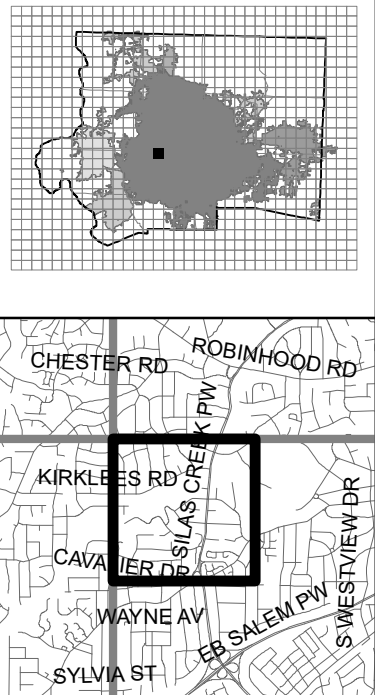 CHESTER RD
ROBINHOOD RD
SILAS CREEK PW
KIRKLEES RD
S WESTVIEW DR
CAVALIER DR
WAYNE AV
EB SALEM PW
SYLVIA ST